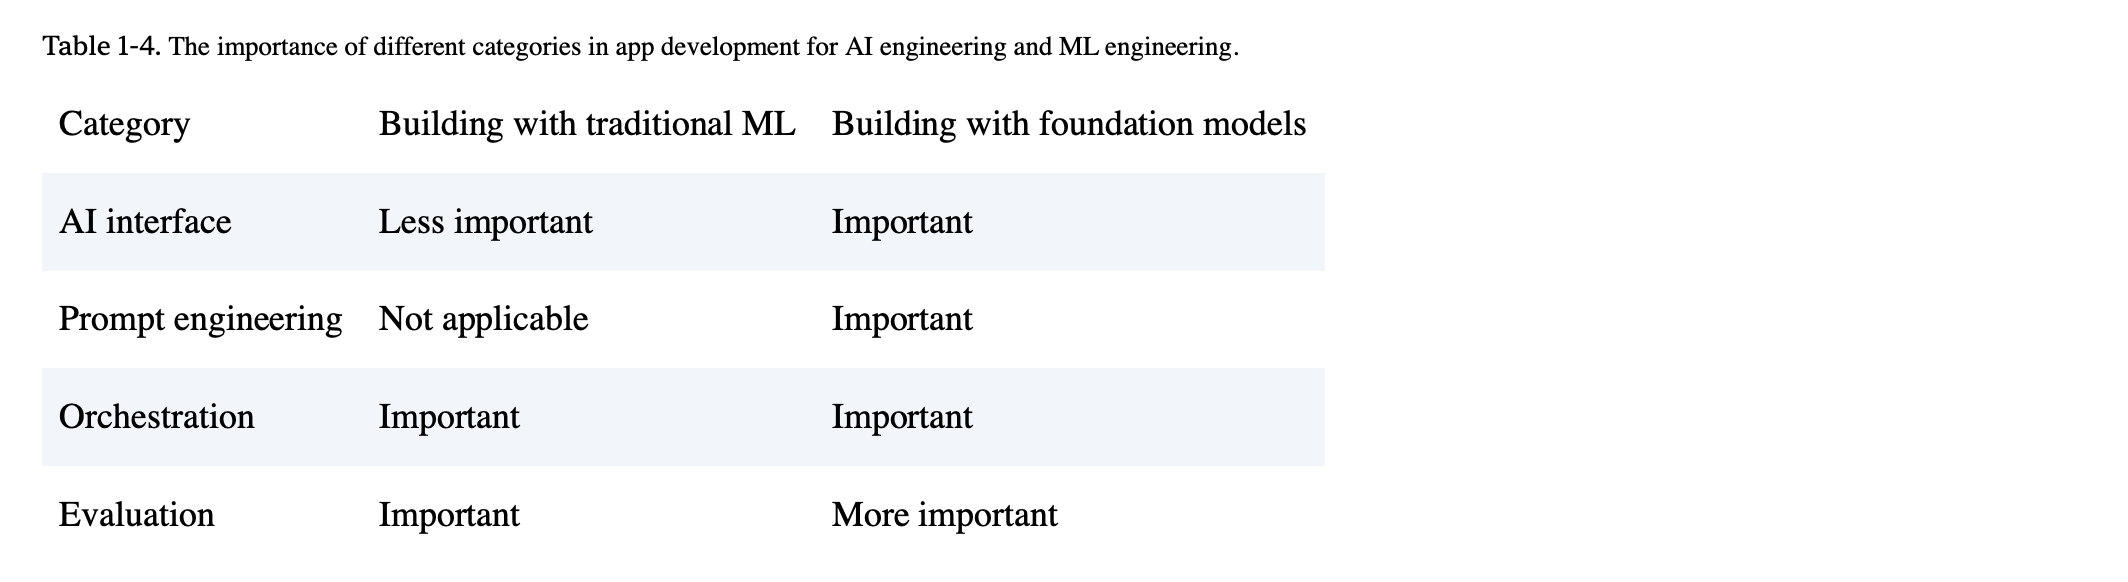 Table 1-4. The importance of different categories in app development for AI engineering and ML engineering.
Category Building with traditional ML Building with foundation models
AI interface Less important Important
Prompt engineering Not applicable Important
Orchestration Important Important
Evaluation Important More important